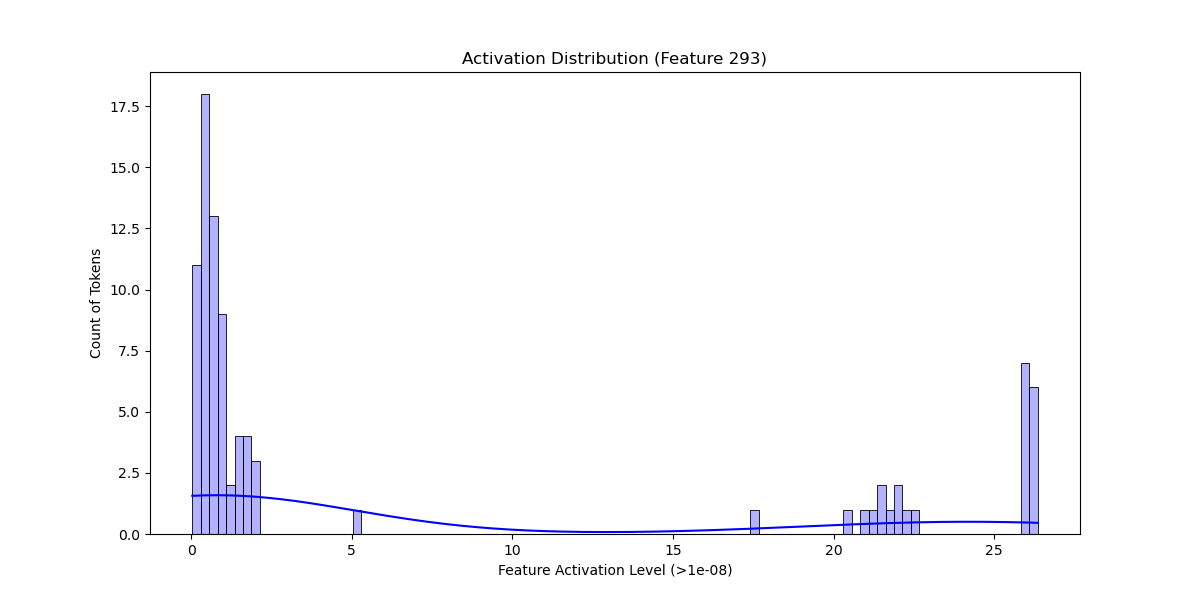 Activation Distribution (Feature 293)
17.5
15.0
12.5
10.0
7.5
5.0
2.5
0.0
Count of Tokens
0 5 10 15 20 25
Feature Activation Level (>1e-08)